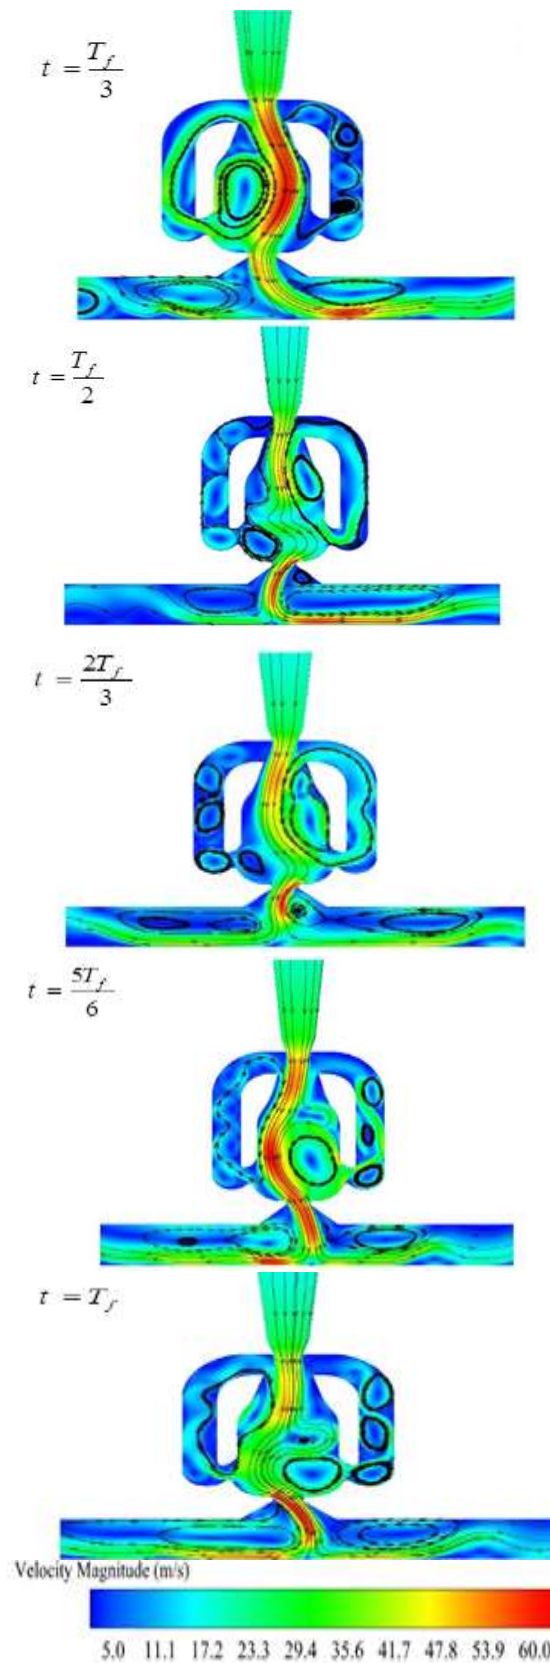 t = T_f/3
t = T_f/2
t = 2T_f/3
t = 5T_f/6
t = T_f
Velocity Magnitude (m/s)
5.0 11.1 17.2 23.3 29.4 35.6 41.7 47.8 53.9 60.0